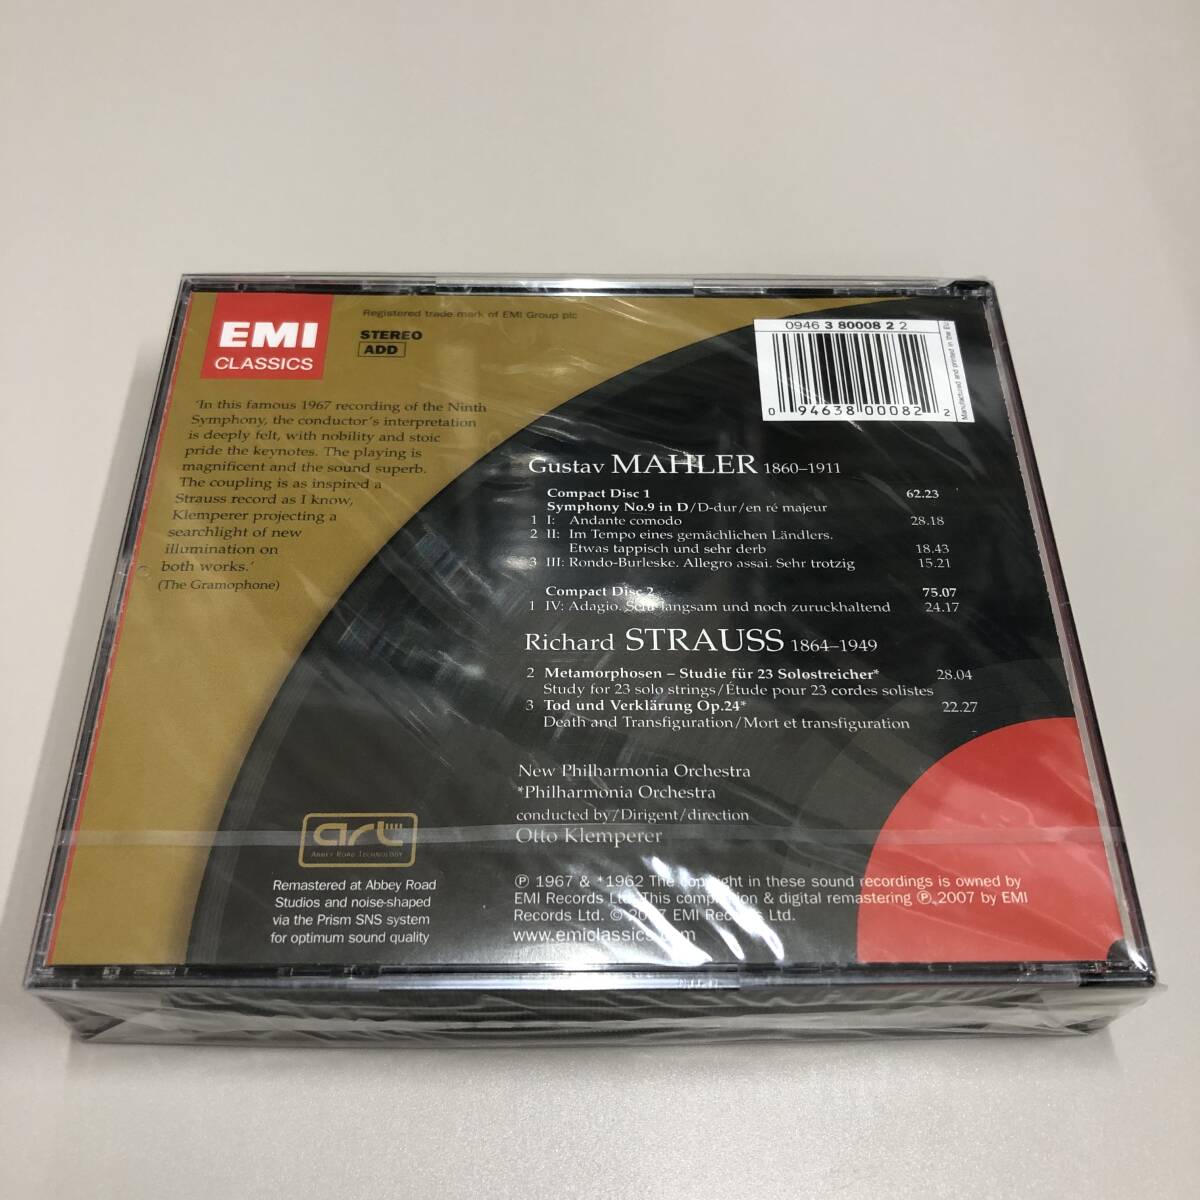 EMI
CLASSICS
Registered trade mark of EMI Group plc
STEREO
ADD
0946 3 80008 2 2
0 94638 00082 2
Manufactured and printed in the EU
'In this famous 1967 recording of the Ninth
Symphony, the conductor's interpretation
is deeply felt, with nobility and stoic
pride the keynotes. The playing is
magnificent and the sound superb.
The coupling is as inspired a
Strauss record as I know,
Klemperer projecting a
searchlight of new
illumination on
both works.'
(The Gramophone)
Gustav MAHLER 1860–1911
Compact Disc 1 62.23
Symphony No.9 in D/D-dur/en ré majeur
1 I: Andante comodo 28.18
2 II: Im Tempo eines gemächlichen Ländlers.
Etwas tappisch und sehr derb 18.43
3 III: Rondo-Burleske. Allegro assai. Sehr trotzig 15.21
Compact Disc 2 75.07
1 IV: Adagio. Sehr langsam und noch zuruckhaltend 24.17
Richard STRAUSS 1864–1949
2 Metamorphosen – Studie für 23 Solostreicher* 28.04
Study for 23 solo strings/Étude pour 23 cordes solistes
3 Tod und Verklärung Op.24* 22.27
Death and Transfiguration/Mort et transfiguration
New Philharmonia Orchestra
*Philharmonia Orchestra
conducted by/Dirigent/direction
Otto Klemperer
arl
ABBEY ROAD TECHNOLOGY
Remastered at Abbey Road
Studios and noise-shaped
via the Prism SNS system
for optimum sound quality
℗ 1967 & *1962 The copyright in these sound recordings is owned by
EMI Records Ltd. This compilation & digital remastering ℗ 2007 by EMI
Records Ltd. © 2007 EMI Records Ltd.
www.emiclassics.com